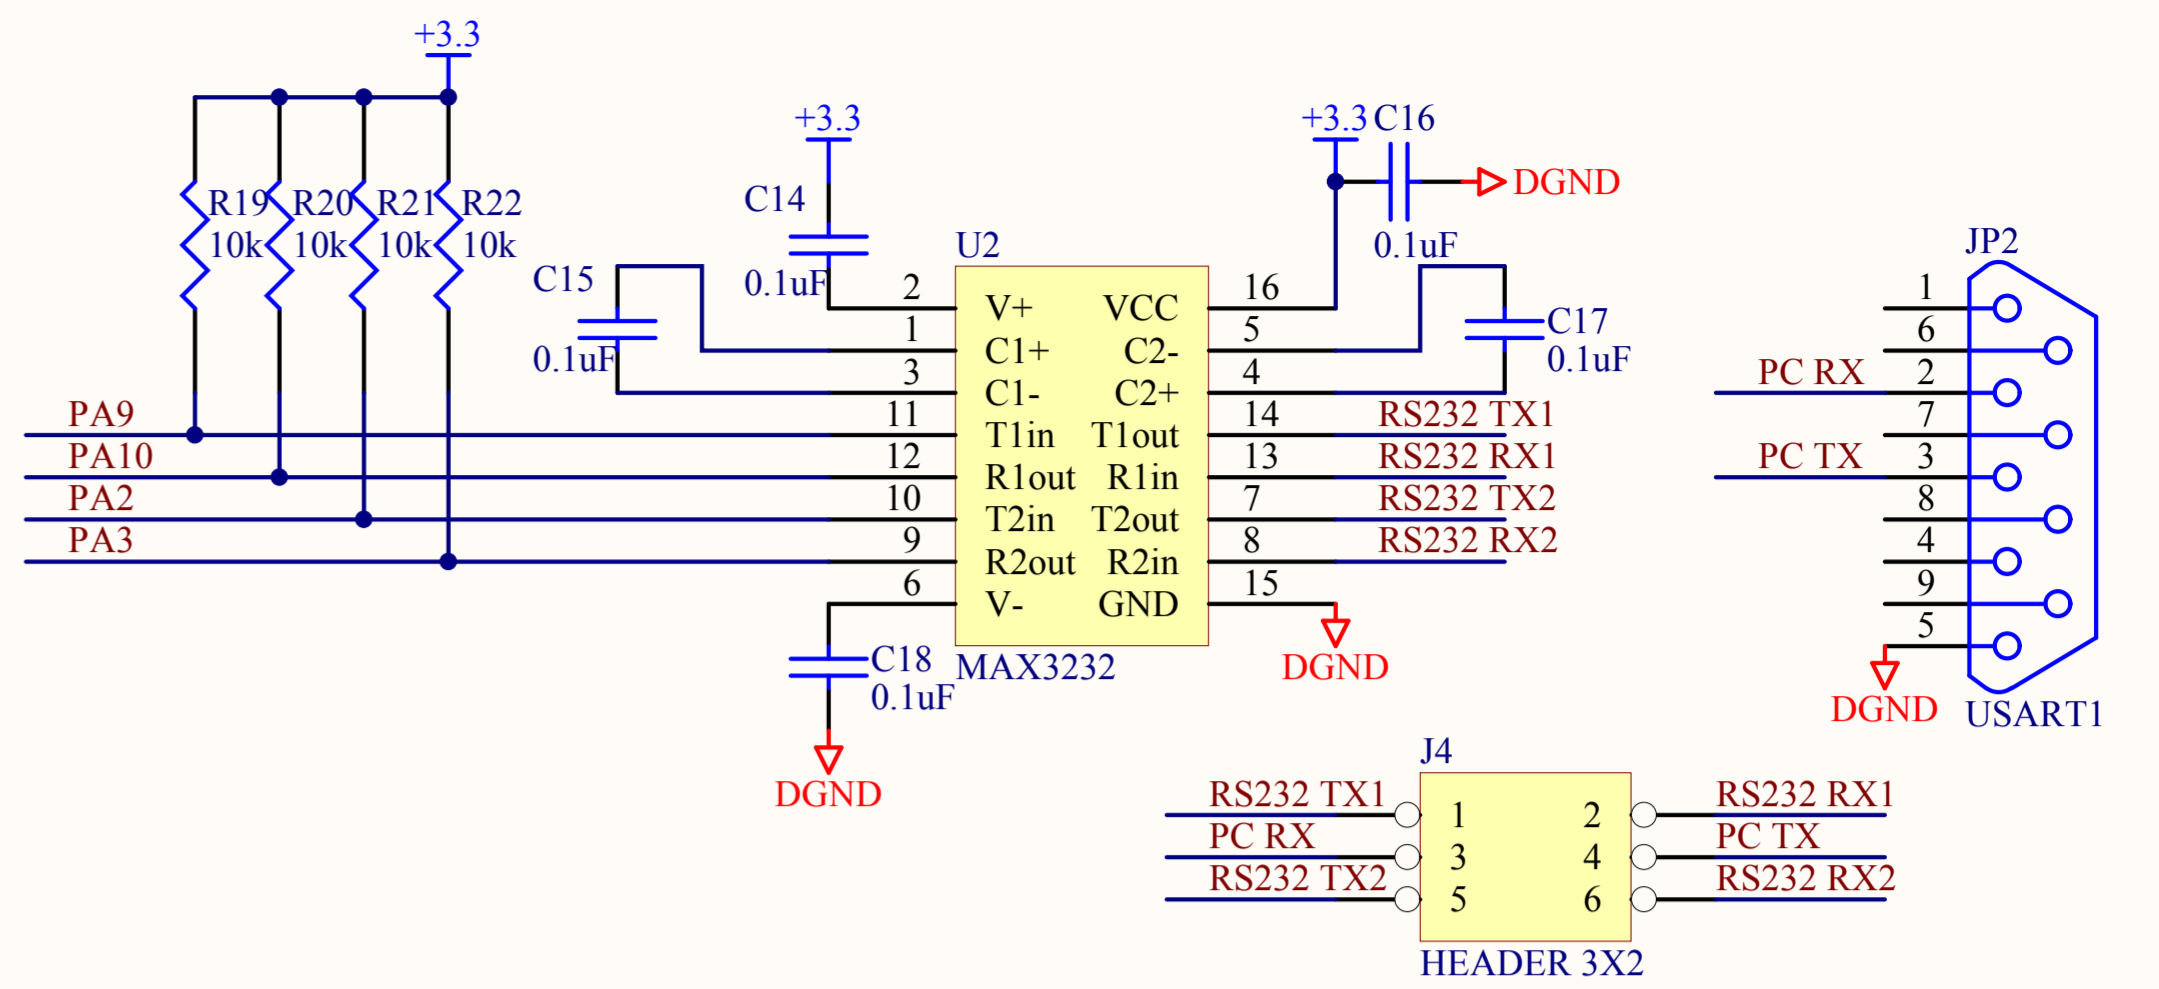 +3.3
R19
10k
R20
10k
R21
10k
R22
10k
PA9
PA10
PA2
PA3
+3.3
C14
0.1uF
C15
0.1uF
U2
2
V+
VCC
16
1
C1+
C2-
5
3
C1-
C2+
4
11
T1in
T1out
14
12
R1out
R1in
13
10
T2in
T2out
7
9
R2out
R2in
8
6
V-
GND
15
MAX3232
C18
0.1uF
DGND
+3.3
C16
0.1uF
DGND
C17
0.1uF
RS232 TX1
RS232 RX1
RS232 TX2
RS232 RX2
DGND
JP2
1
6
PC RX
2
7
PC TX
3
8
4
9
5
DGND
USART1
J4
RS232 TX1
1
2
RS232 RX1
PC RX
3
4
PC TX
RS232 TX2
5
6
RS232 RX2
HEADER 3X2